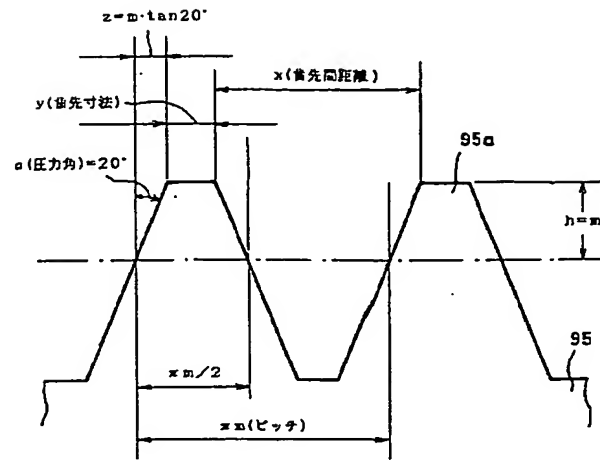 z=m·tan20°
x(歯先間距離)
y(歯先寸法)
95a
α(圧力角)=20°
h=m
95
πm/2
πm(ピッチ)